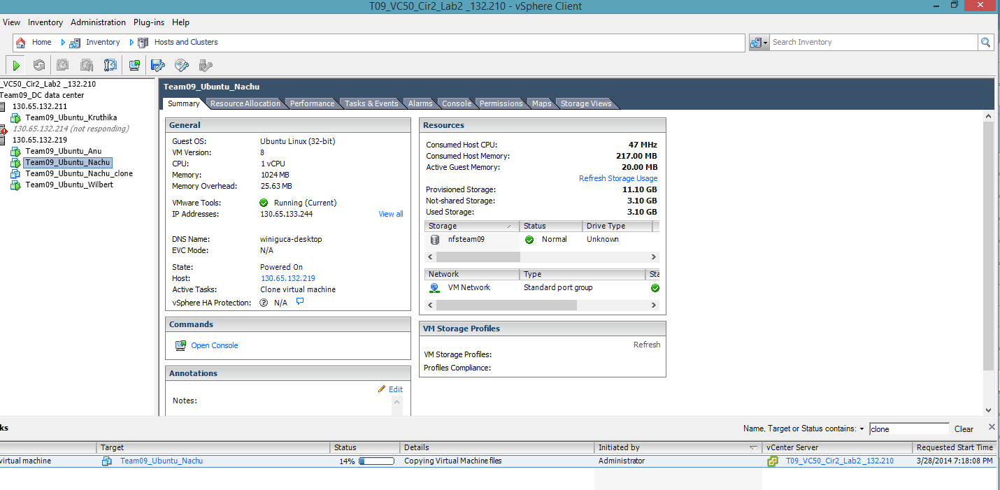 T09_VC50_Cir2_Lab2 _132.210 - vSphere Client
View Inventory Administration Plug-ins Help
Home Inventory Hosts and Clusters
Search Inventory
_VC50_Cir2_Lab2 _132.210
Team09_DC data center
130.65.132.211
Team09_Ubuntu_Kruthika
130.65.132.214 (not responding)
130.65.132.219
Team09_Ubuntu_Anu
Team09_Ubuntu_Nachu
Team09_Ubuntu_Nachu_clone
Team09_Ubuntu_Wilbert
Team09_Ubuntu_Nachu
Summary Resource Allocation Performance Tasks & Events Alarms Console Permissions Maps Storage Views
General
Guest OS: Ubuntu Linux (32-bit)
VM Version: 8
CPU: 1 vCPU
Memory: 1024 MB
Memory Overhead: 25.63 MB
VMware Tools: Running (Current)
IP Addresses: 130.65.133.244 View all
DNS Name: winiguca-desktop
EVC Mode: N/A
State: Powered On
Host: 130.65.132.219
Active Tasks: Clone virtual machine
vSphere HA Protection: N/A
Commands
Open Console
Annotations
Edit
Notes:
Resources
Consumed Host CPU: 47 MHz
Consumed Host Memory: 217.00 MB
Active Guest Memory: 20.00 MB
Refresh Storage Usage
Provisioned Storage: 11.10 GB
Not-shared Storage: 3.10 GB
Used Storage: 3.10 GB
Storage Status Drive Type
nfsteam09 Normal Unknown
Network Type Sta
VM Network Standard port group
VM Storage Profiles
Refresh
VM Storage Profiles:
Profiles Compliance:
ks
Name, Target or Status contains: clone Clear
Target Status Details Initiated by vCenter Server Requested Start Time
virtual machine Team09_Ubuntu_Nachu 14% Copying Virtual Machine files Administrator T09_VC50_Cir2_Lab2 _132.210 3/28/2014 7:18:08 PM